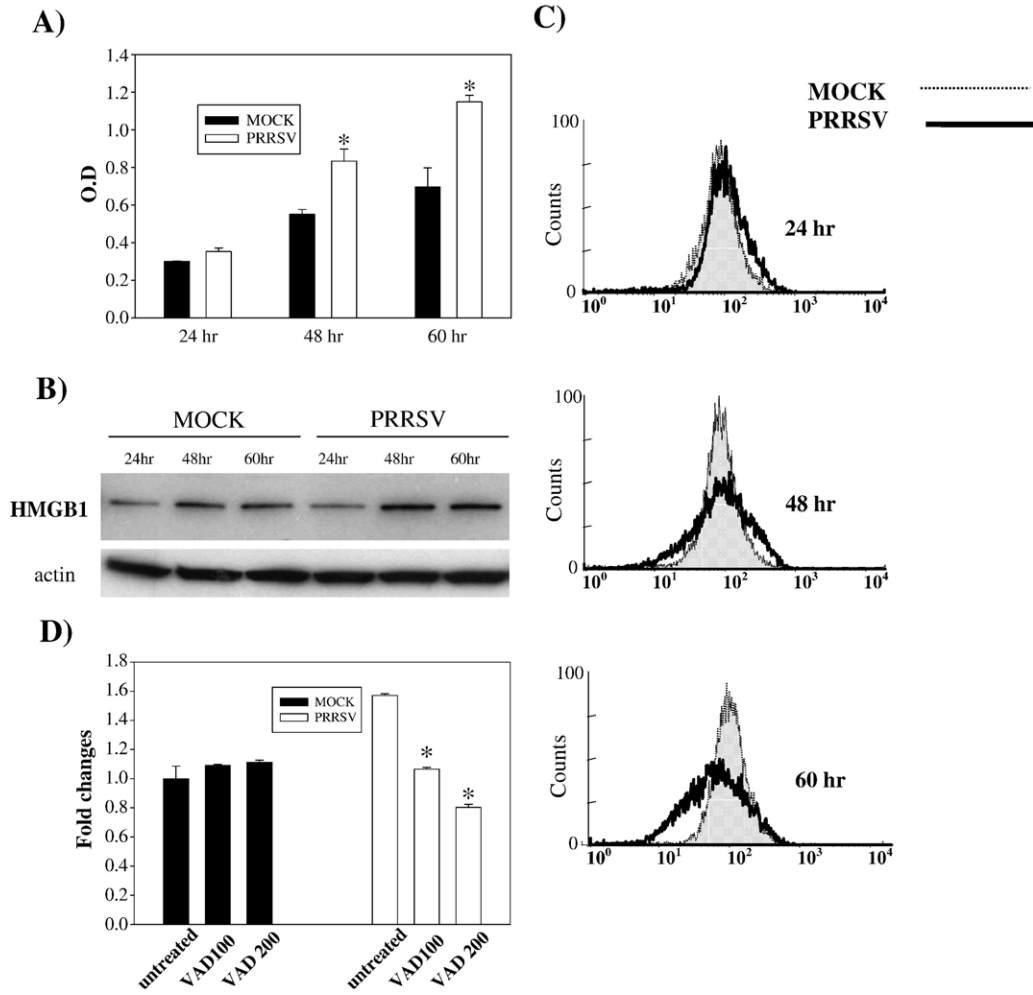 A)
1.4
1.2
1.0
0.8
0.6
0.4
0.2
0.0
O.D
MOCK
PRRSV
*
*
24 hr
48 hr
60 hr
B)
MOCK
PRRSV
24hr
48hr
60hr
24hr
48hr
60hr
HMGB1
actin
D)
1.8
1.6
1.4
1.2
1.0
0.8
0.6
0.4
0.2
0.0
Fold changes
MOCK
PRRSV
*
*
untreated
VAD100
VAD 200
untreated
VAD100
VAD 200
C)
MOCK
PRRSV
100
Counts
0
24 hr
10⁰
10¹
10²
10³
10⁴
100
Counts
0
48 hr
10⁰
10¹
10²
10³
10⁴
100
Counts
0
60 hr
10⁰
10¹
10²
10³
10⁴